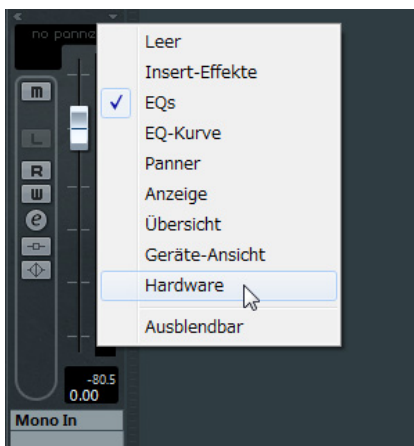 no panne
Leer
Insert-Effekte
EQs
EQ-Kurve
Panner
Anzeige
Übersicht
Geräte-Ansicht
Hardware
Ausblendbar
m
L
R
W
e
-80.5
0.00
Mono In